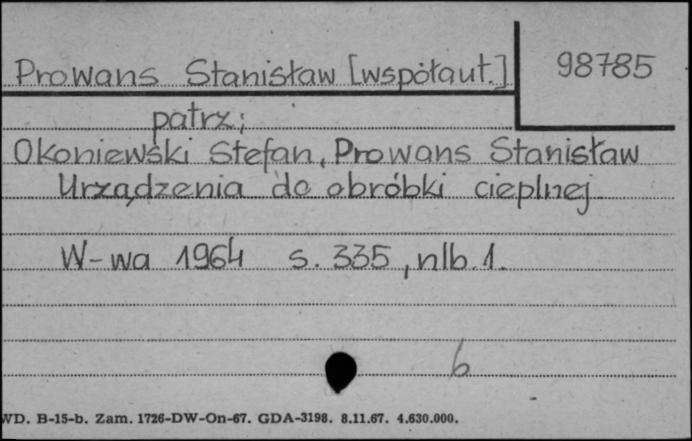 Prowans Stanisław [współaut.] 98785
patrz;
Okoniewski Stefan, Prowans Stanisław
Urządzenia do obróbki cieplnej.
W-wa 1964 s. 335, nlb. 1.
b
WD. B-15-b. Zam. 1726-DW-On-67. GDA-3198. 8.11.67. 4.630.000.